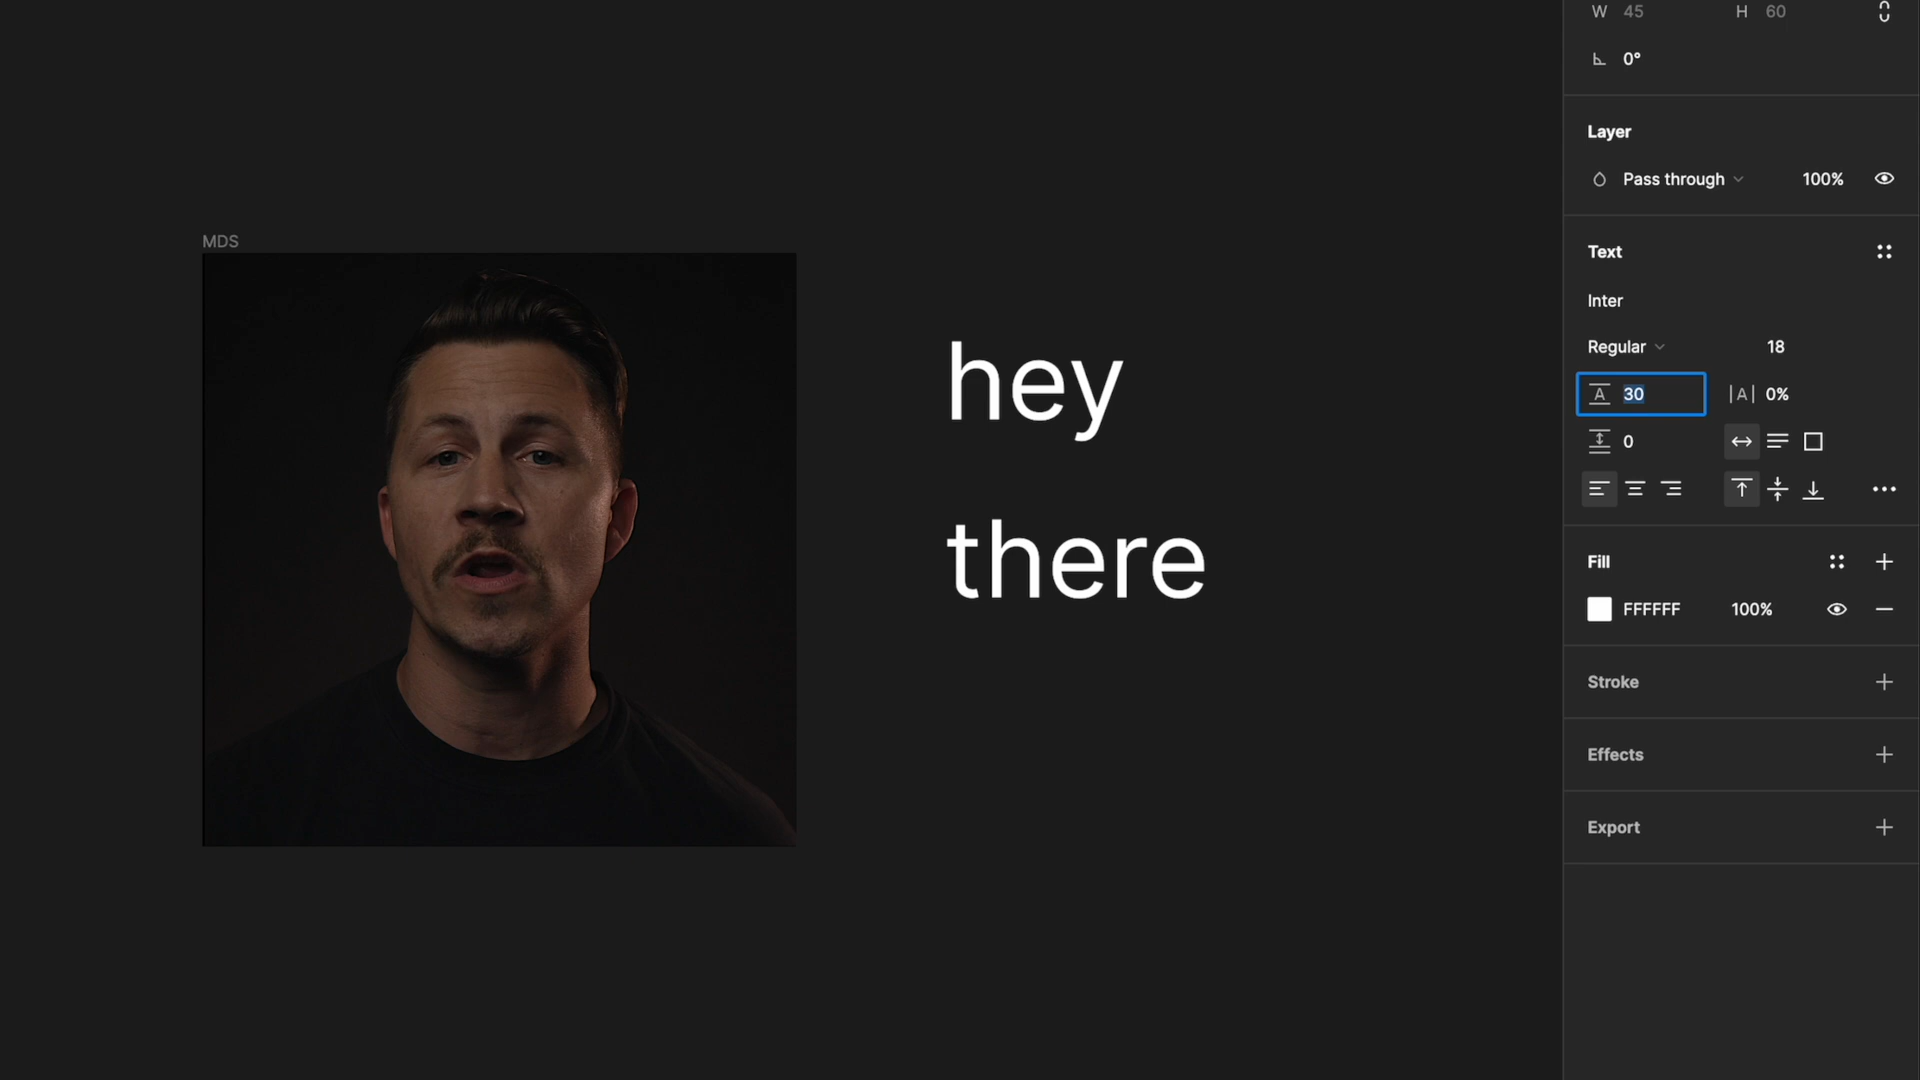 MDS
hey
there
W 45 H 60
0°
Layer
Pass through 100%
Text
Inter
Regular 18
A 30 |A| 0%
0
Fill
FFFFFF 100%
Stroke
Effects
Export